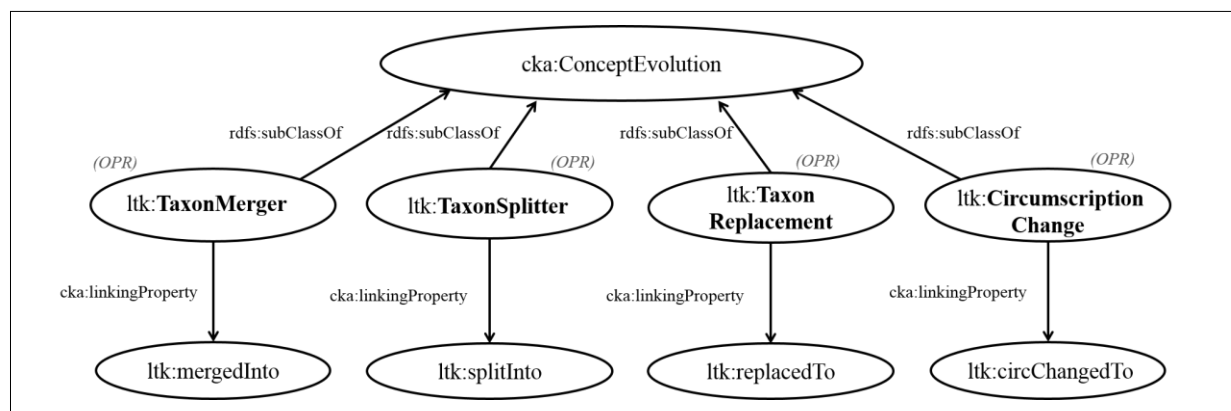 cka:ConceptEvolution
rdfs:subClassOf
rdfs:subClassOf
rdfs:subClassOf
rdfs:subClassOf
(OPR)
(OPR)
(OPR)
(OPR)
ltk:TaxonMerger
ltk:TaxonSplitter
ltk:Taxon
Replacement
ltk:Circumscription
Change
cka:linkingProperty
cka:linkingProperty
cka:linkingProperty
cka:linkingProperty
ltk:mergedInto
ltk:splitInto
ltk:replacedTo
ltk:circChangedTo